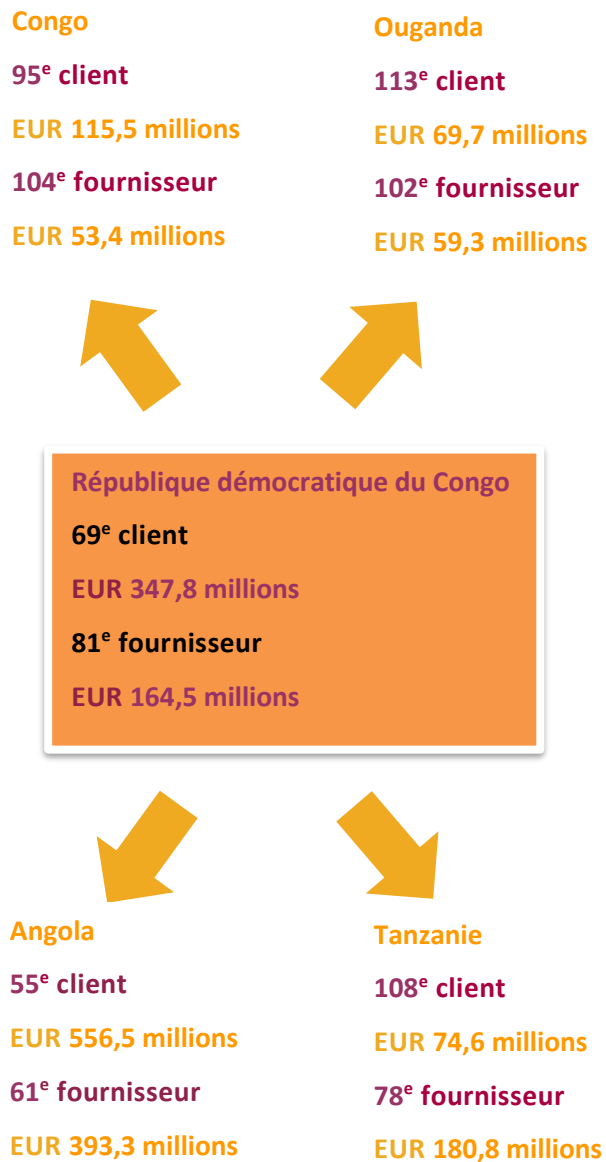 Congo
95e client
EUR 115,5 millions
104e fournisseur
EUR 53,4 millions
Ouganda
113e client
EUR 69,7 millions
102e fournisseur
EUR 59,3 millions
République démocratique du Congo
69e client
EUR 347,8 millions
81e fournisseur
EUR 164,5 millions
Angola
55e client
EUR 556,5 millions
61e fournisseur
EUR 393,3 millions
Tanzanie
108e client
EUR 74,6 millions
78e fournisseur
EUR 180,8 millions